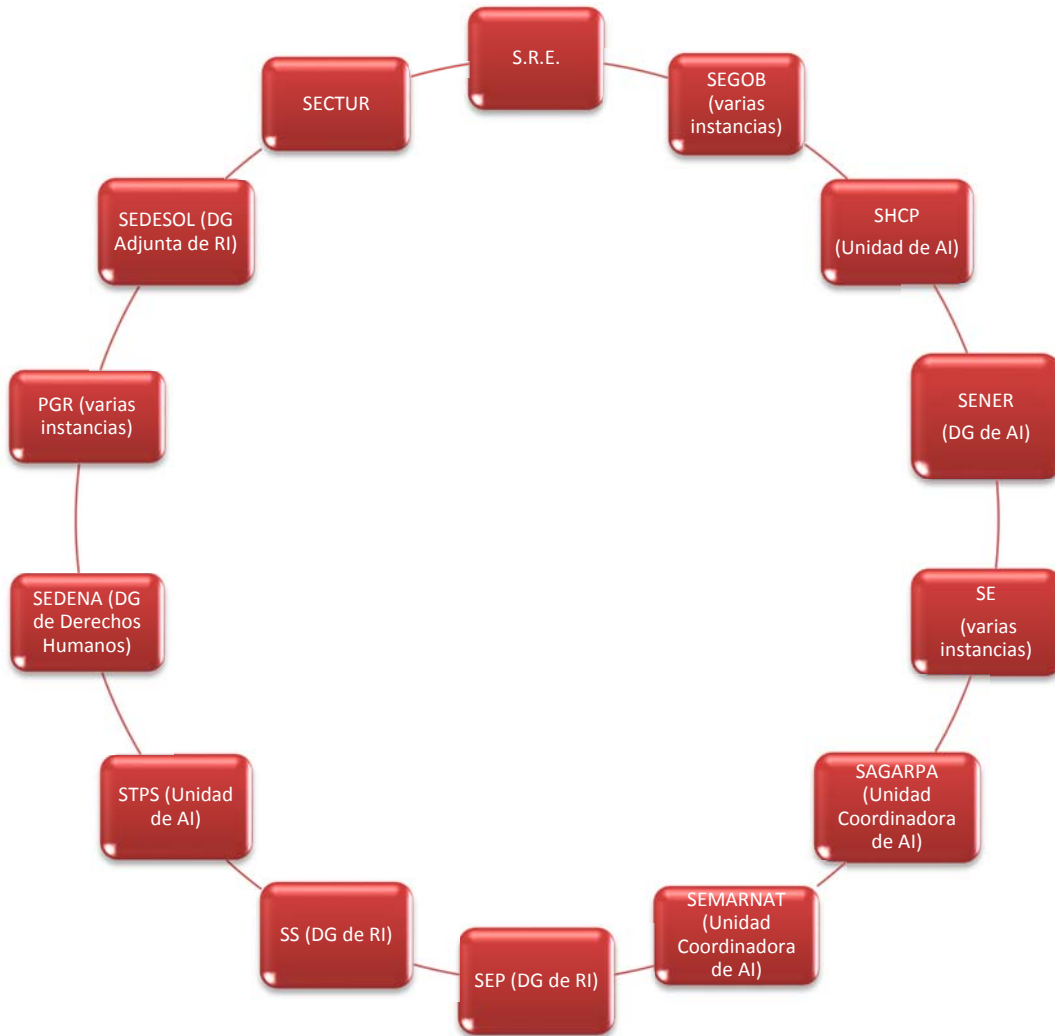 S.R.E.
SEGOB
(varias
instancias)
SHCP
(Unidad de AI)
SENER
(DG de AI)
SE
(varias
instancias)
SAGARPA
(Unidad
Coordinadora
de AI)
SEMARNAT
(Unidad
Coordinadora
de AI)
SEP (DG de RI)
SS (DG de RI)
STPS (Unidad
de AI)
SEDENA (DG
de Derechos
Humanos)
PGR (varias
instancias)
SEDESOL (DG
Adjunta de RI)
SECTUR